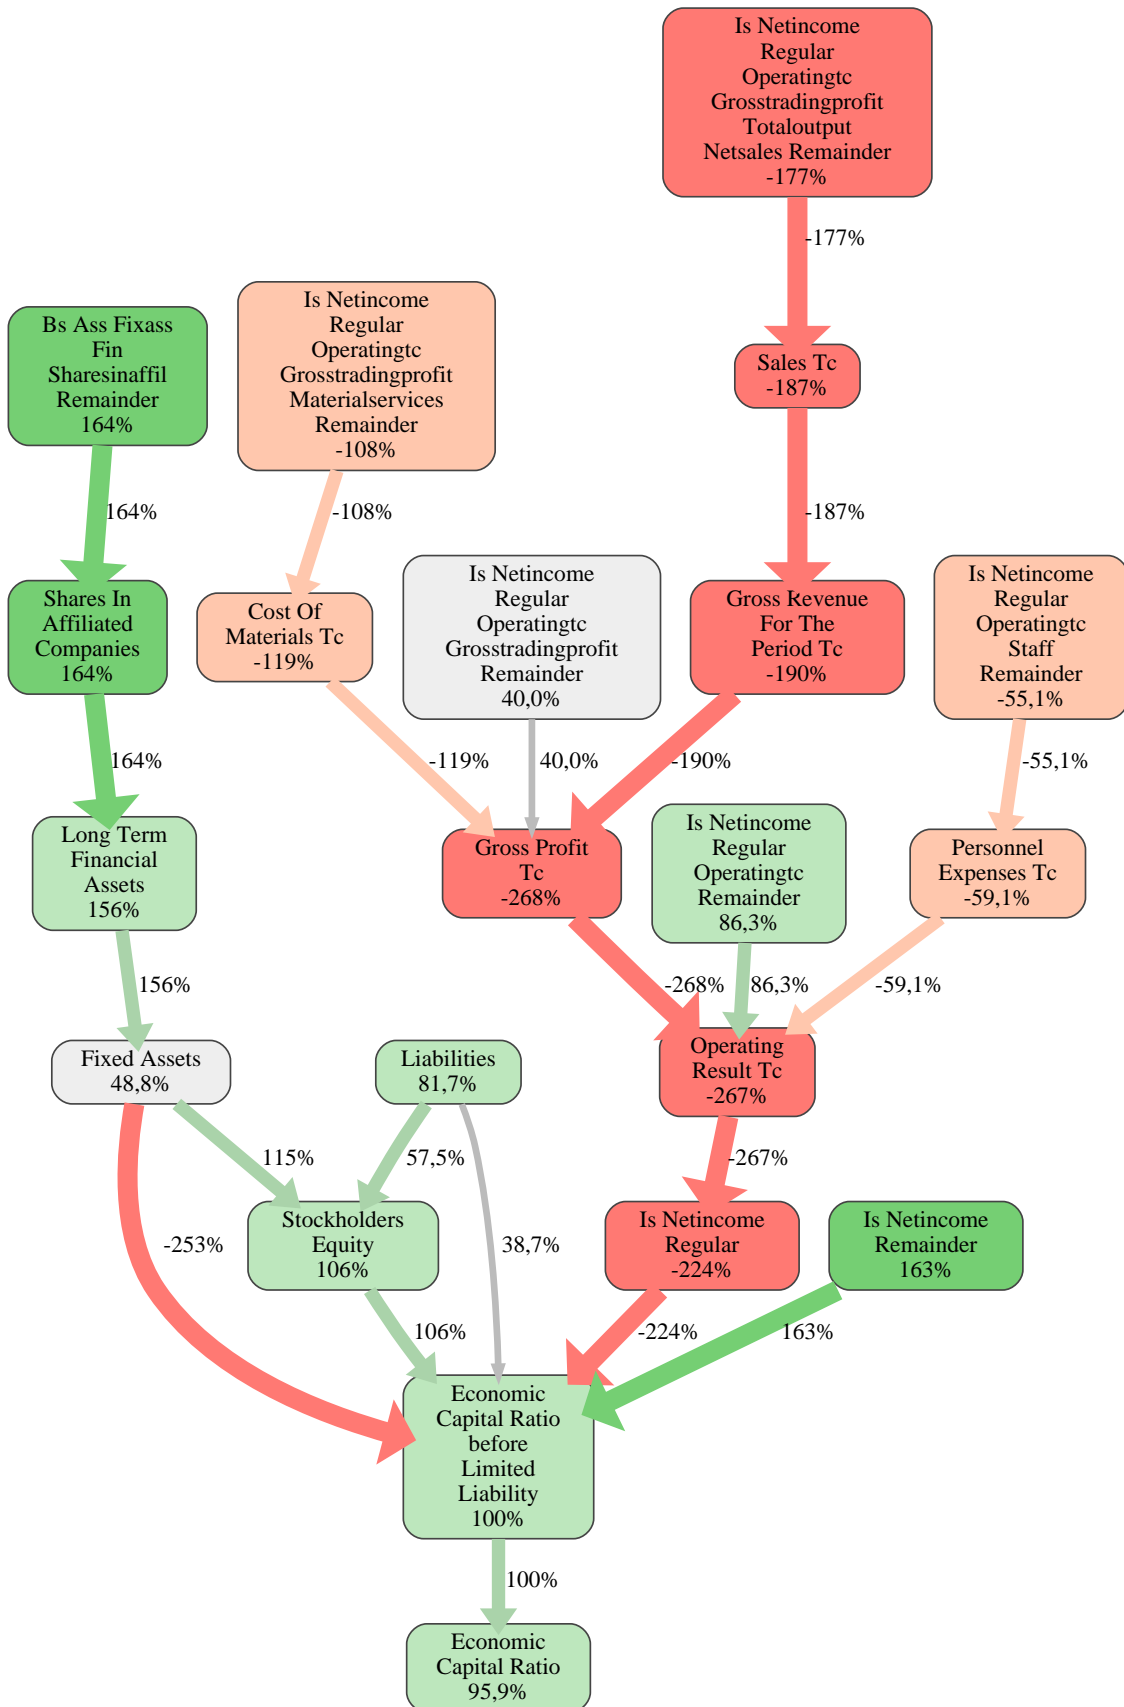 Is Netincome
Regular
Operatingtc
Grosstradingprofit
Totaloutput
Netsales Remainder
-177%
-177%
Is Netincome
Regular
Operatingtc
Grosstradingprofit
Materialservices
Remainder
-108%
Bs Ass Fixass
Fin
Sharesinaffil
Remainder
164%
Sales Tc
-187%
164%
-108%
-187%
Shares In
Affiliated
Companies
164%
Cost Of
Materials Tc
-119%
Is Netincome
Regular
Operatingtc
Grosstradingprofit
Remainder
40,0%
Gross Revenue
For The
Period Tc
-190%
Is Netincome
Regular
Operatingtc
Staff
Remainder
-55,1%
164%
-119%
40,0%
-190%
-55,1%
Long Term
Financial
Assets
156%
Gross Profit
Tc
-268%
Is Netincome
Regular
Operatingtc
Remainder
86,3%
Personnel
Expenses Tc
-59,1%
156%
-268%
86,3%
-59,1%
Fixed Assets
48,8%
Liabilities
81,7%
Operating
Result Tc
-267%
115%
57,5%
-267%
-253%
Stockholders
Equity
106%
38,7%
Is Netincome
Regular
-224%
Is Netincome
Remainder
163%
106%
-224%
163%
Economic
Capital Ratio
before
Limited
Liability
100%
100%
Economic
Capital Ratio
95,9%